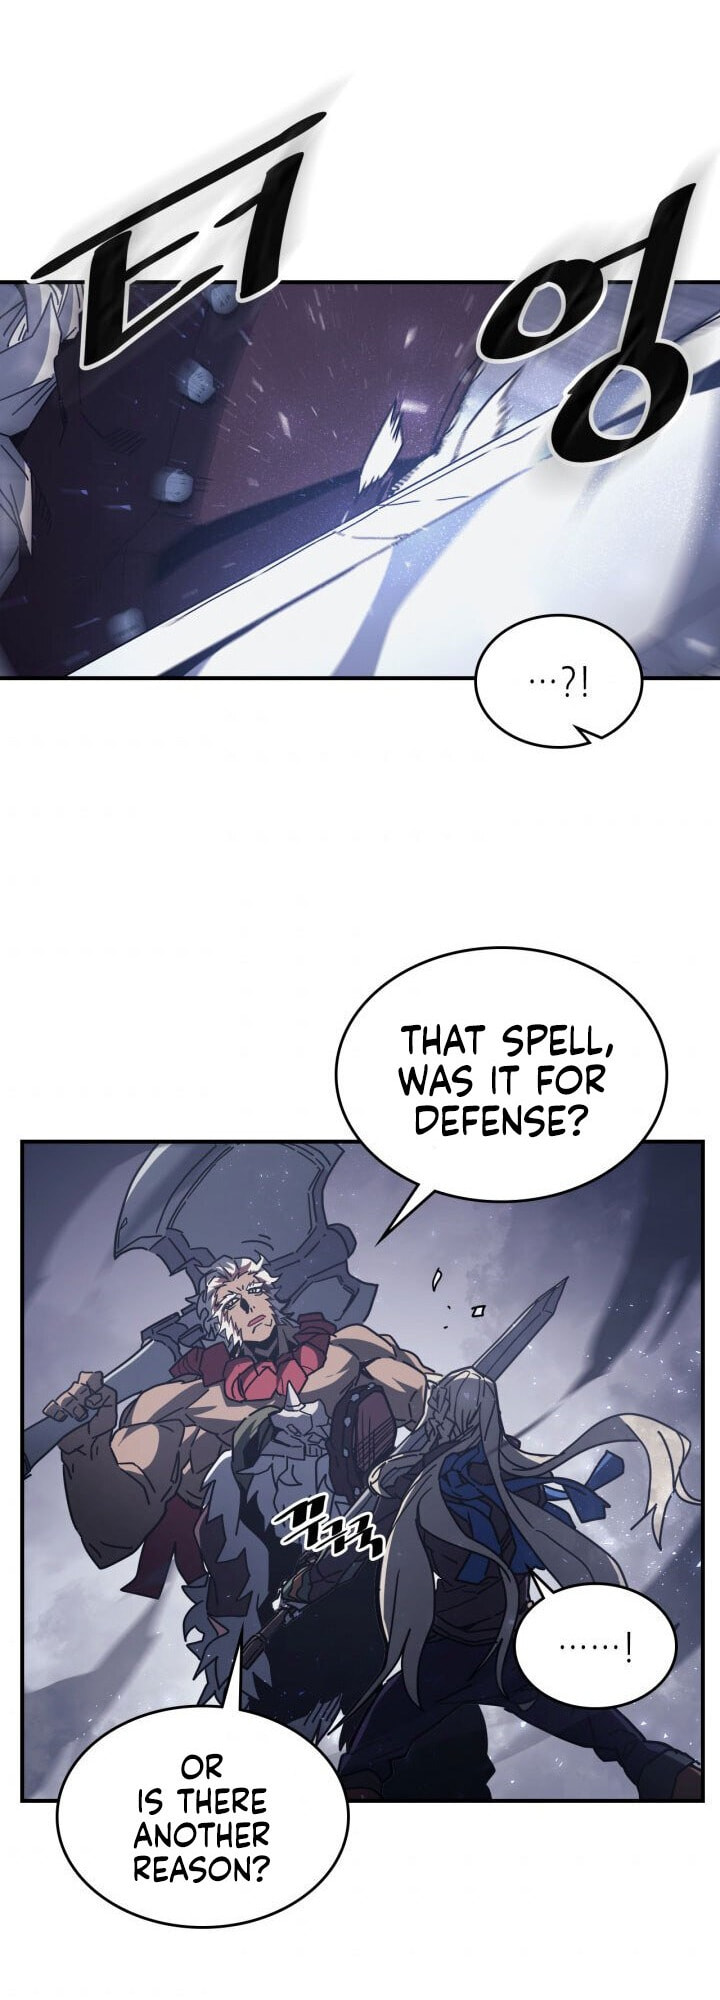 터엉
…?!
THAT SPELL,
WAS IT FOR
DEFENSE?
……!
OR
IS THERE
ANOTHER
REASON?